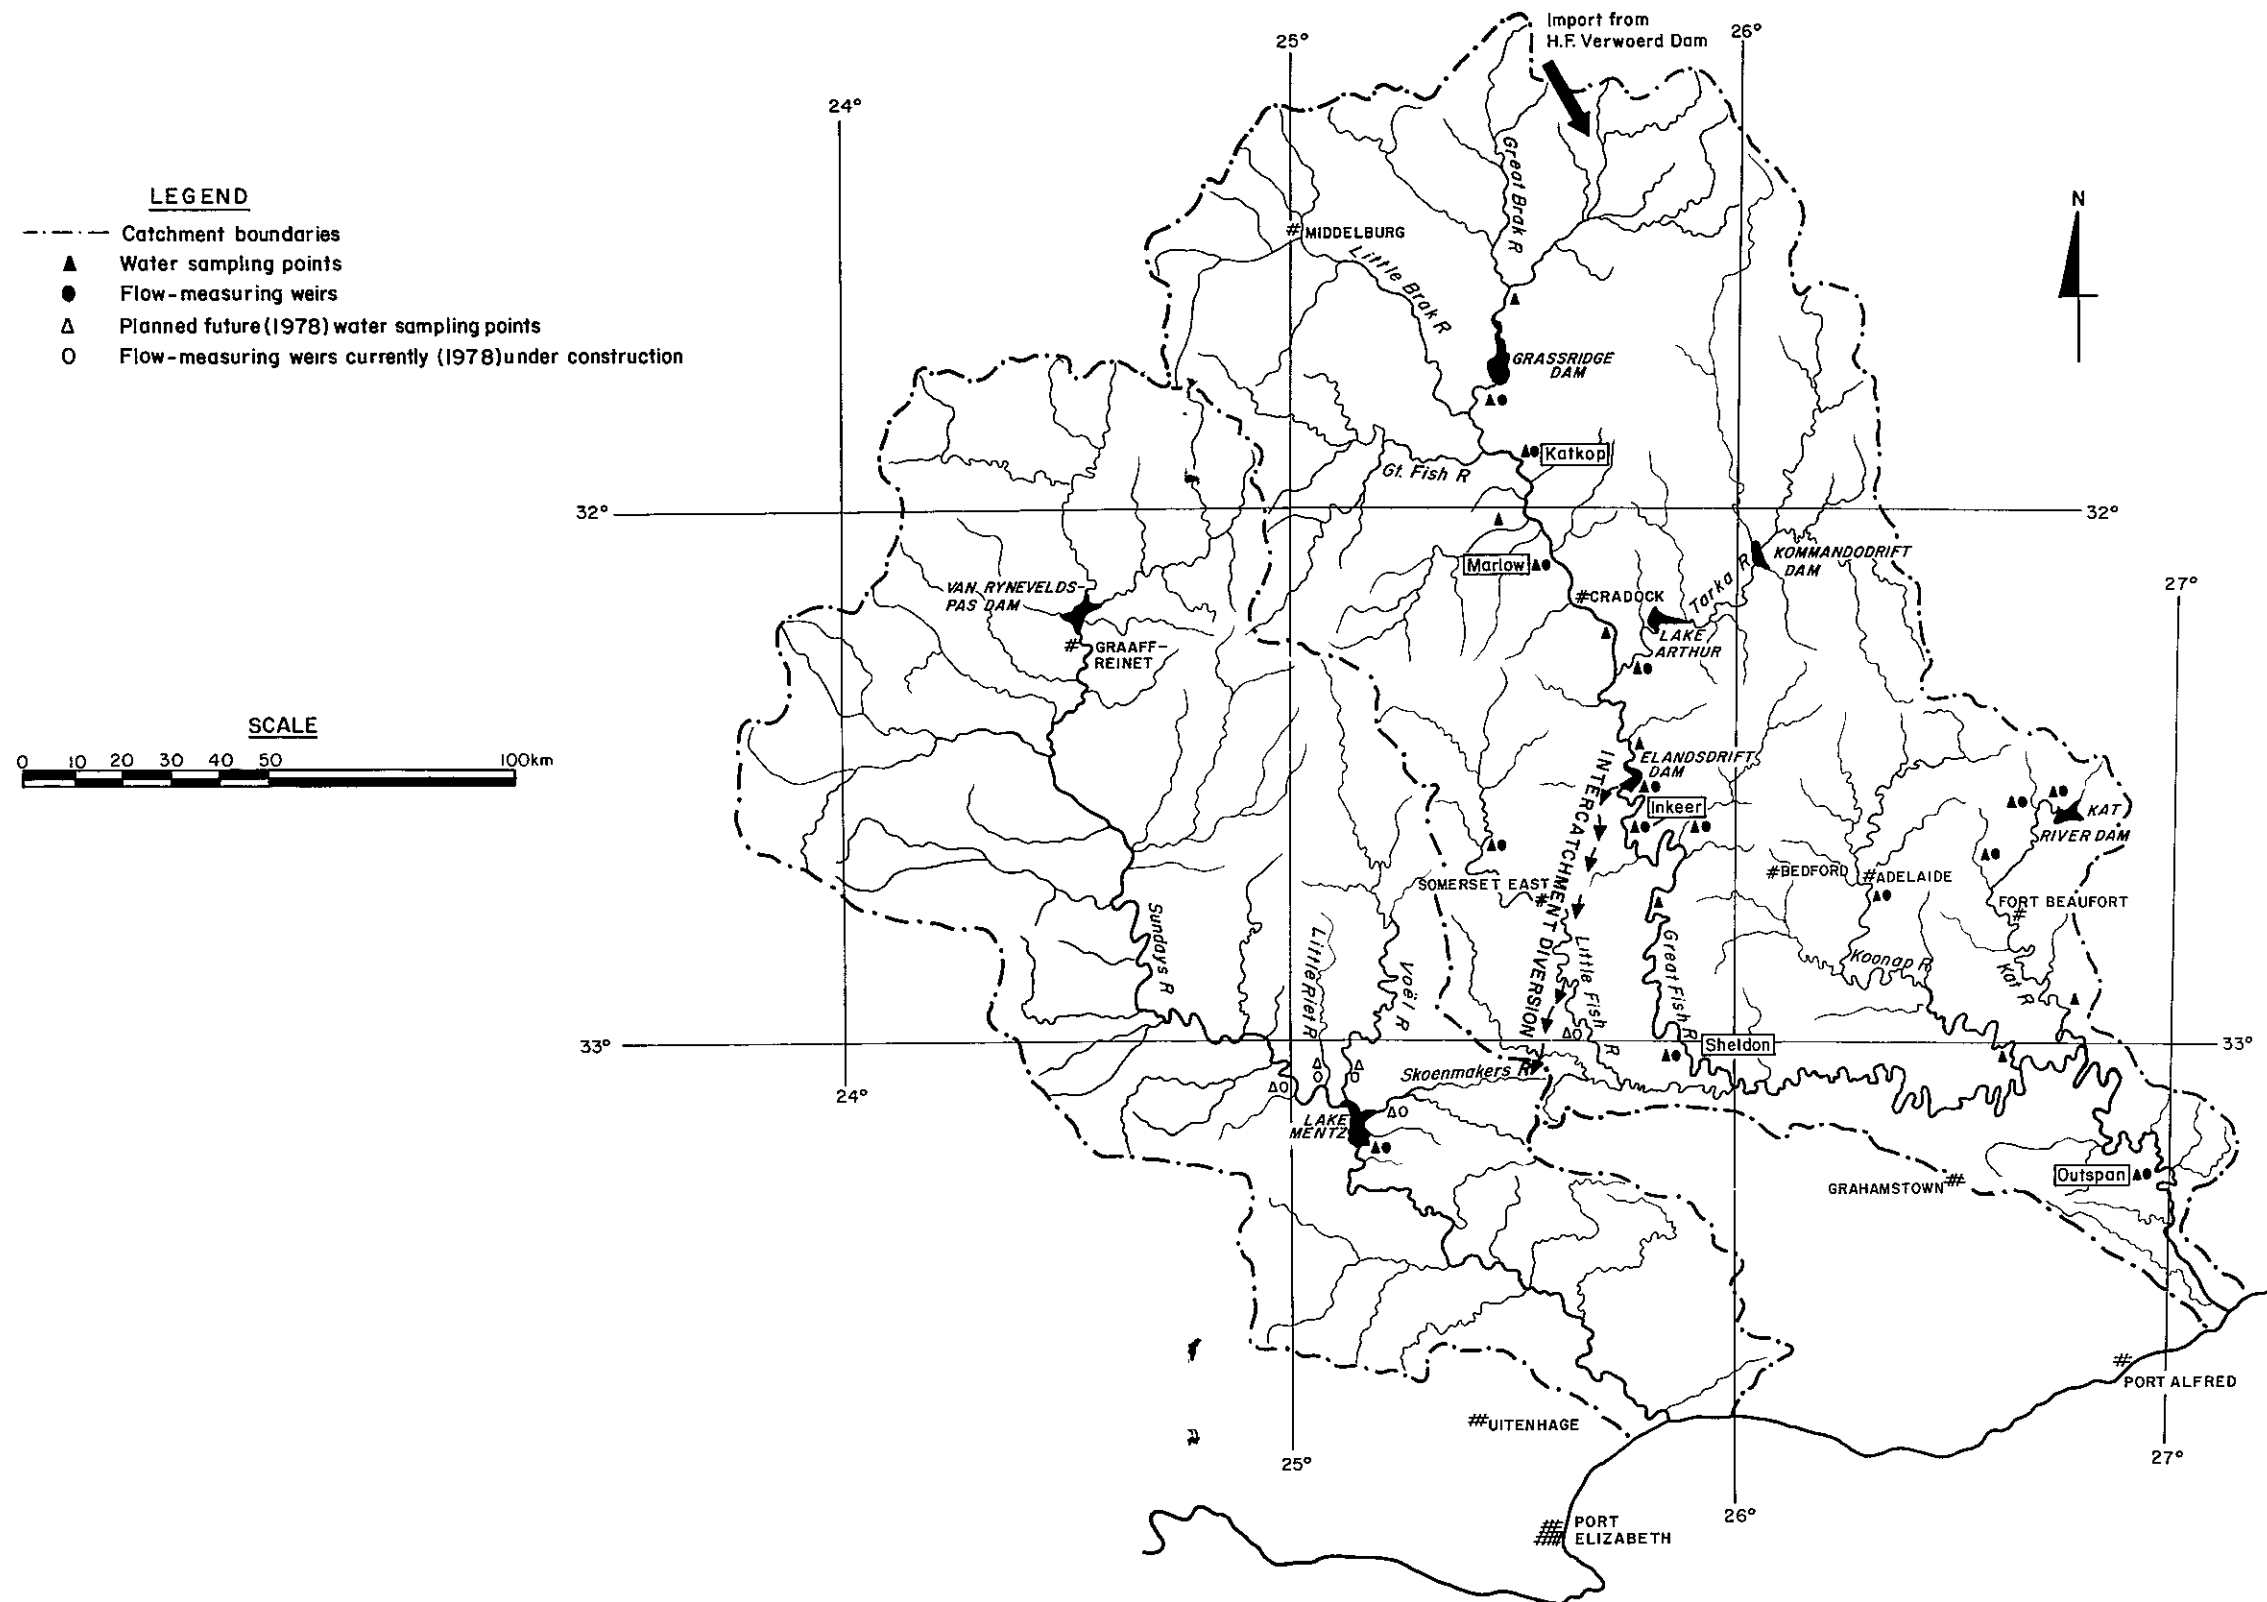 Import from
H.F. Verwoerd Dam
25°
26°
24°
LEGEND
Catchment boundaries
Water sampling points
Flow-measuring weirs
Planned future (1978) water sampling points
Flow-measuring weirs currently (1978) under construction
N
Great Brak R
MIDDELBURG
Little Brak R
GRASSRIDGE
DAM
Katkop
Gt. Fish R
32°
32°
Marlow
KOMMANDODRIFT
DAM
Tarka R
27°
VAN RYNEVELDS-
PAS DAM
CRADOCK
LAKE
ARTHUR
GRAAFF-
REINET
SCALE
0 10 20 30 40 50 100km
ELANDSDRIFT
DAM
INTERCATCHMENT DIVERSION
Inkeer
KAT
RIVER DAM
BEDFORD
ADELAIDE
SOMERSET EAST
FORT BEAUFORT
Sundays R
Little Riet R
Voël R
Little Fish R
Great Fish R
Koonap R
Kat R
33°
Sheldon
33°
Skoenmakers R
24°
LAKE
MENTZ
Outspan
GRAHAMSTOWN
PORT ALFRED
UITENHAGE
25°
27°
26°
PORT
ELIZABETH